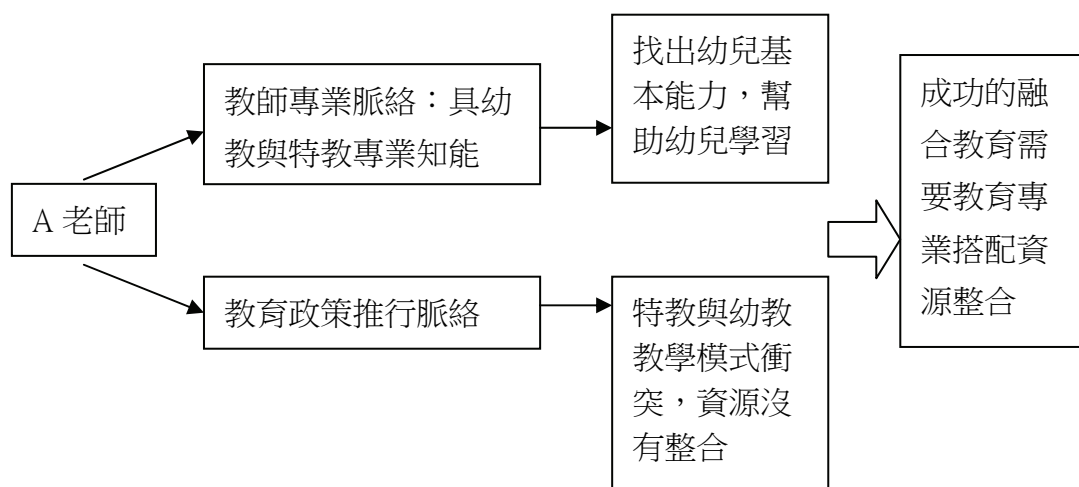 A 老師
教師專業脈絡：具幼
教與特教專業知能
找出幼兒基
本能力，幫
助幼兒學習
教育政策推行脈絡
特教與幼教
教學模式衝
突，資源沒
有整合
成功的融
合教育需
要教育專
業搭配資
源整合